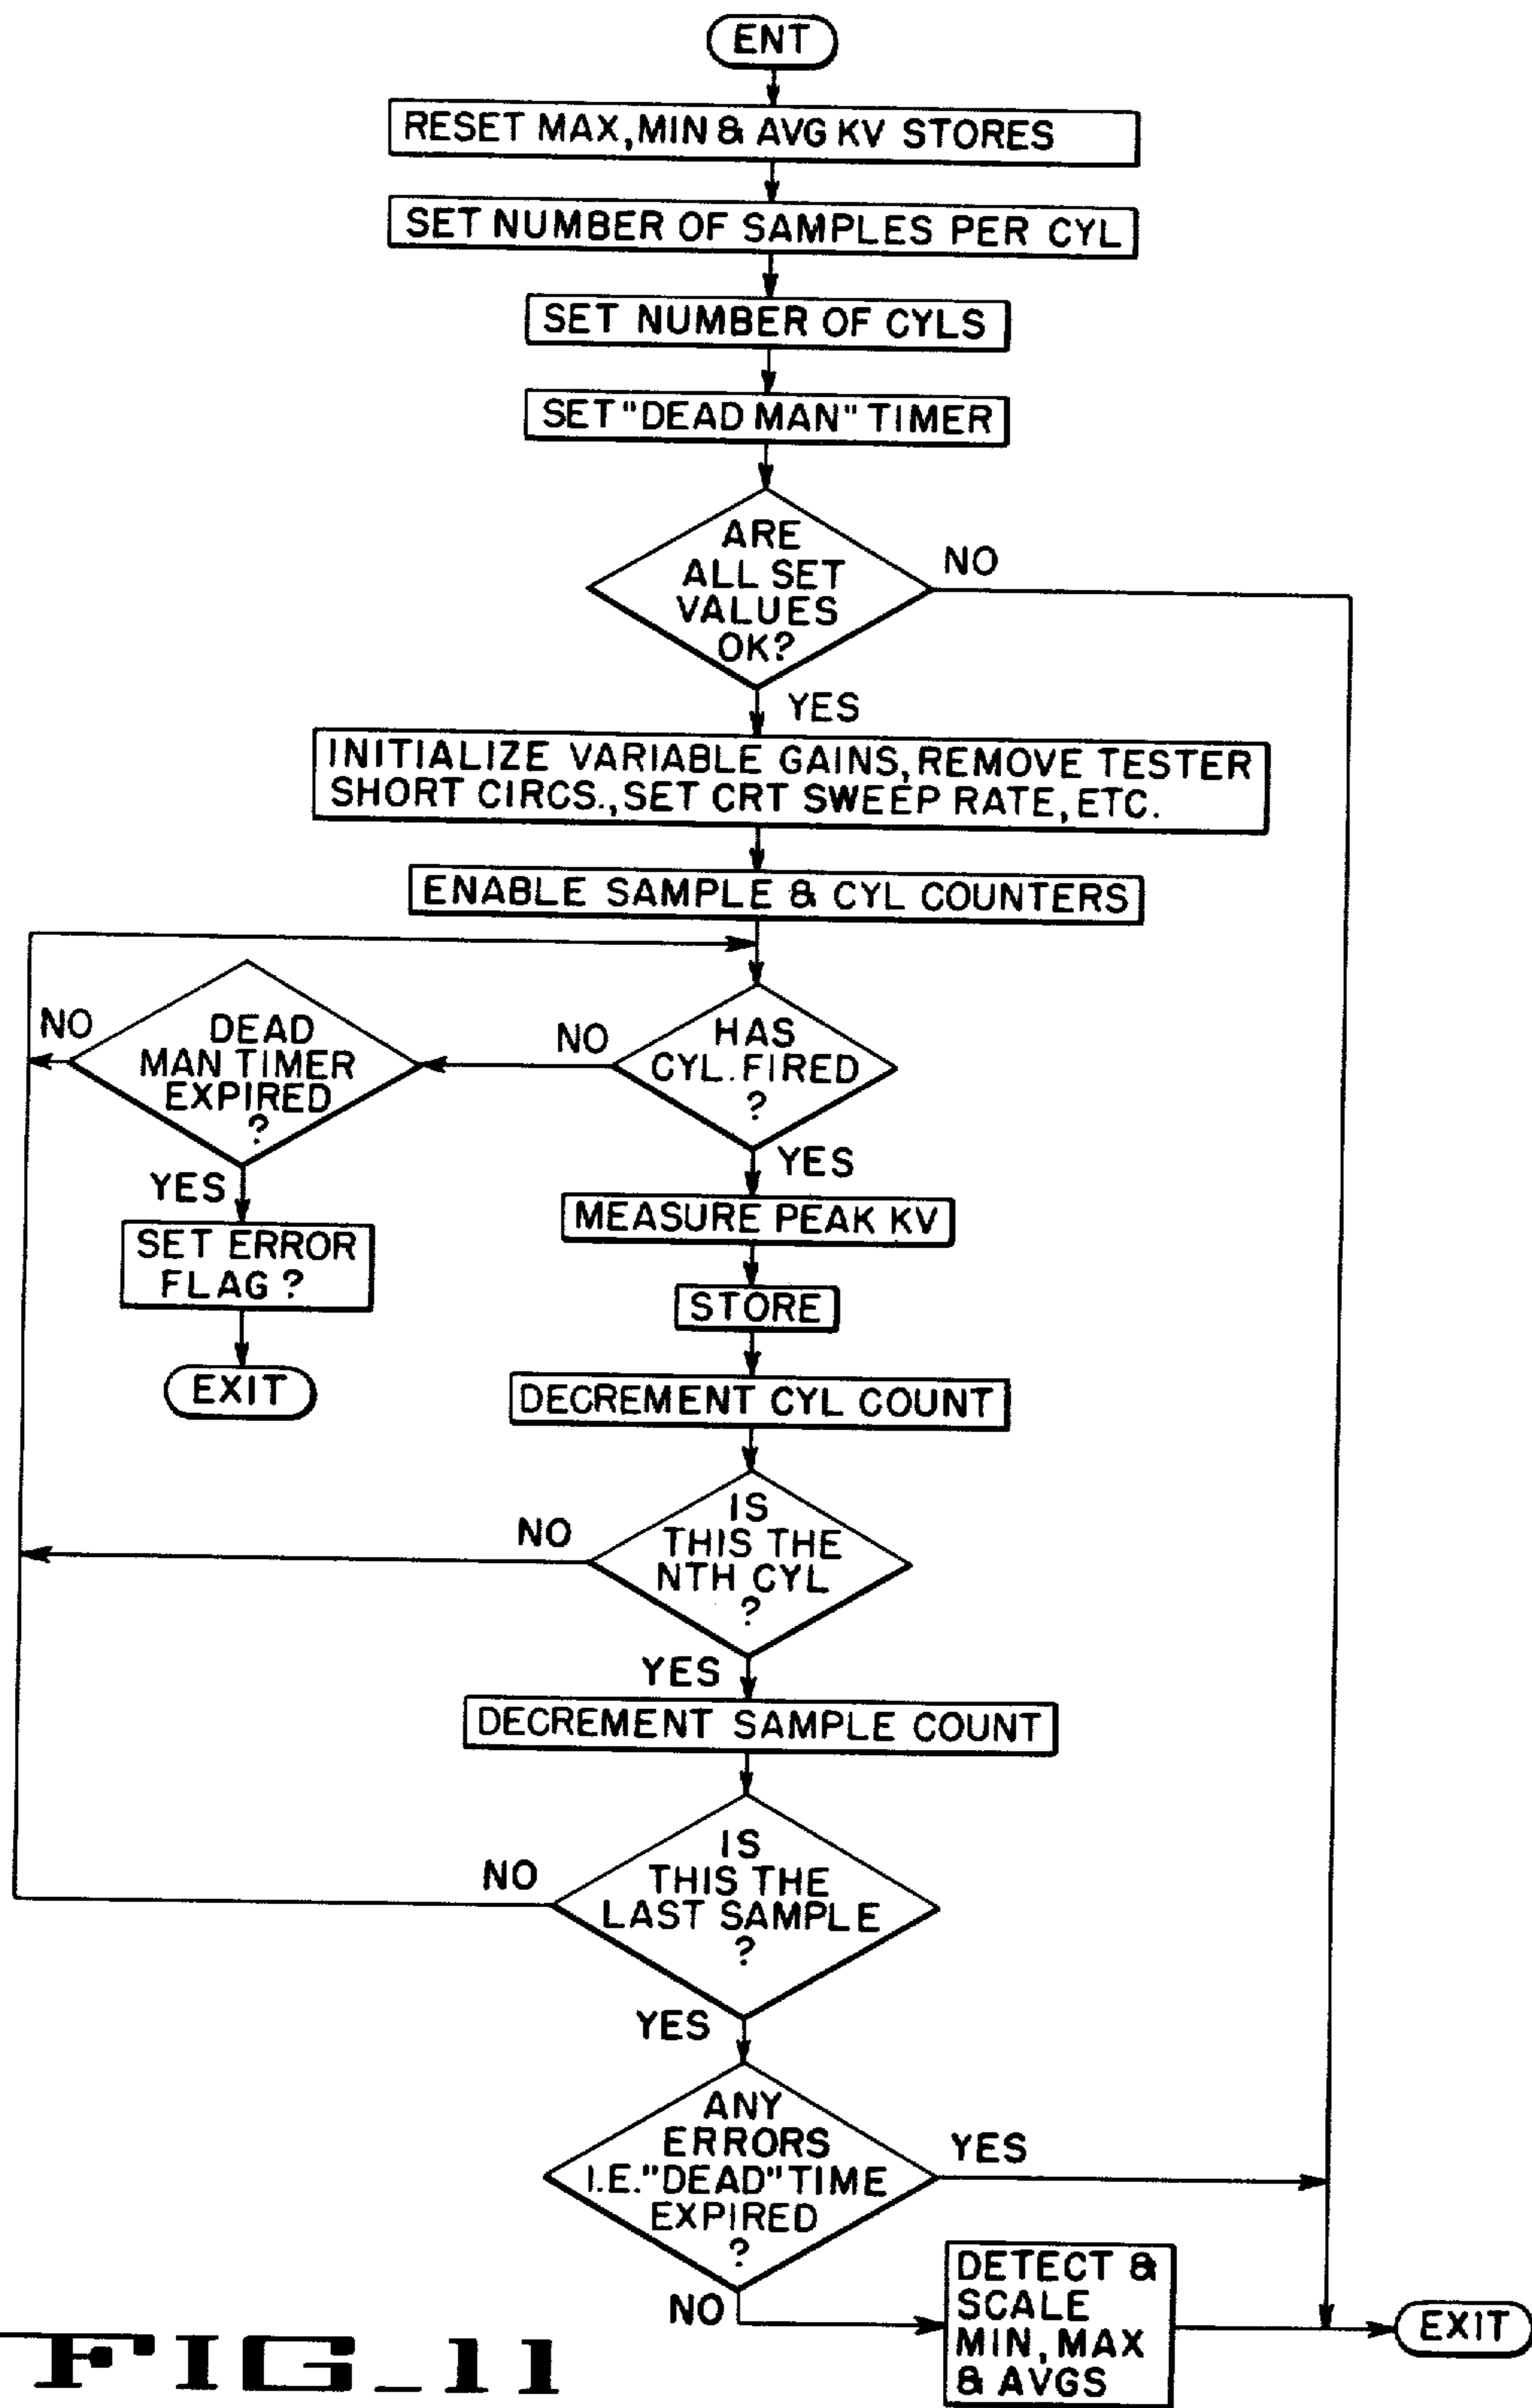 ENT
RESET MAX, MIN & AVG KV STORES
SET NUMBER OF SAMPLES PER CYL
SET NUMBER OF CYLS
SET "DEAD MAN" TIMER
ARE
ALL SET
VALUES
OK?
NO
YES
INITIALIZE VARIABLE GAINS, REMOVE TESTER
SHORT CIRCS., SET CRT SWEEP RATE, ETC.
ENABLE SAMPLE & CYL COUNTERS
HAS
CYL. FIRED
?
NO
DEAD
MAN TIMER
EXPIRED
?
NO
YES
SET ERROR
FLAG ?
EXIT
YES
MEASURE PEAK KV
STORE
DECREMENT CYL COUNT
IS
THIS THE
NTH CYL
?
NO
YES
DECREMENT SAMPLE COUNT
IS
THIS THE
LAST SAMPLE
?
NO
YES
ANY
ERRORS
I.E. "DEAD" TIME
EXPIRED
?
YES
NO
DETECT &
SCALE
MIN, MAX
& AVGS
EXIT
FIG_11